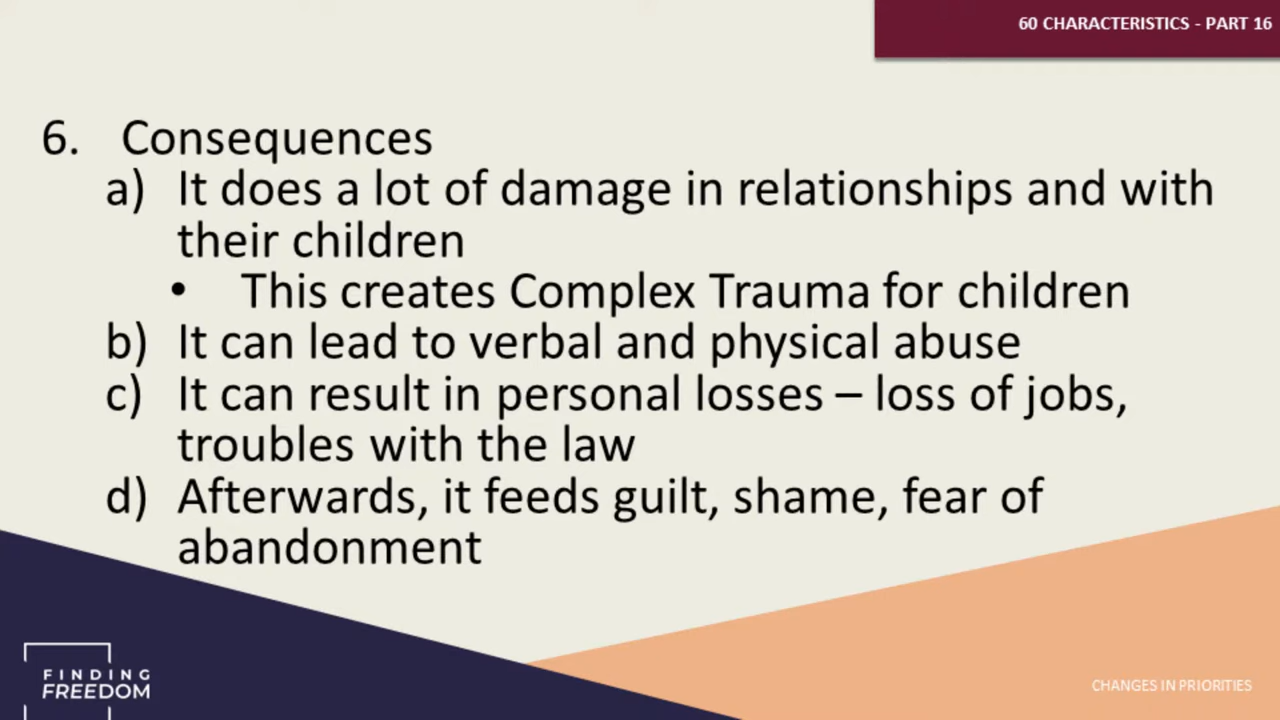 60 CHARACTERISTICS - PART 16
6. Consequences
a) It does a lot of damage in relationships and with
their children
• This creates Complex Trauma for children
b) It can lead to verbal and physical abuse
c) It can result in personal losses – loss of jobs,
troubles with the law
d) Afterwards, it feeds guilt, shame, fear of
abandonment
FINDING
FREEDOM
CHANGES IN PRIORITIES